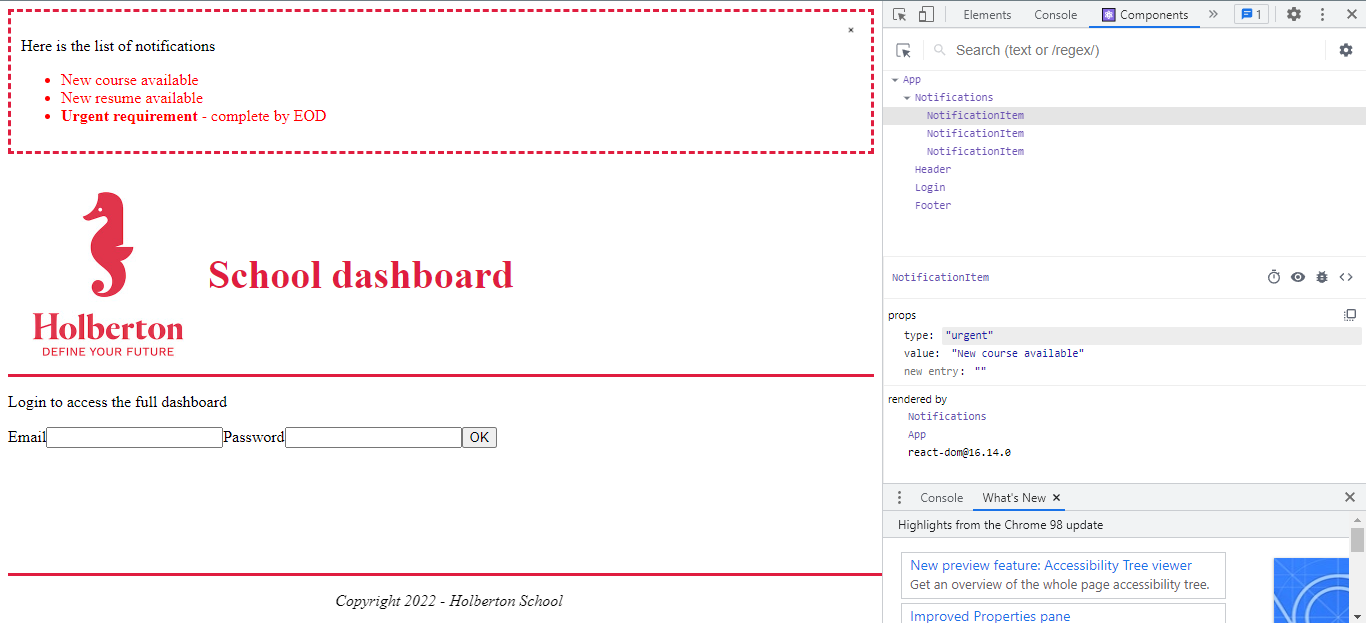 ×
Here is the list of notifications
• New course available
• New resume available
• Urgent requirement - complete by EOD
Holberton
DEFINE YOUR FUTURE
School dashboard
Login to access the full dashboard
Email Password OK
Copyright 2022 - Holberton School
Elements Console Components » 1
Search (text or /regex/)
App
Notifications
NotificationItem
NotificationItem
NotificationItem
Header
Login
Footer
NotificationItem
props
type: "urgent"
value: "New course available"
new entry: ""
rendered by
Notifications
App
react-dom@16.14.0
Console What's New ×
Highlights from the Chrome 98 update
New preview feature: Accessibility Tree viewer
Get an overview of the whole page accessibility tree.
Improved Properties pane